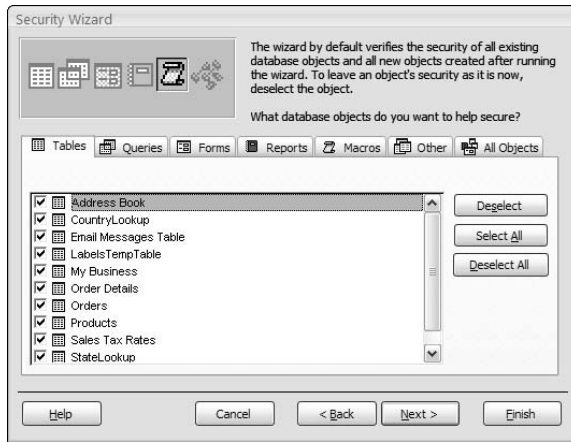 Security Wizard
The wizard by default verifies the security of all existing
database objects and all new objects created after running
the wizard. To leave an object's security as it is now,
deselect the object.
What database objects do you want to help secure?
Tables Queries Forms Reports Macros Other All Objects
Address Book
CountryLookup
Email Messages Table
LabelsTempTable
My Business
Order Details
Orders
Products
Sales Tax Rates
StateLookup
Deselect
Select All
Deselect All
Help Cancel < Back Next > Finish